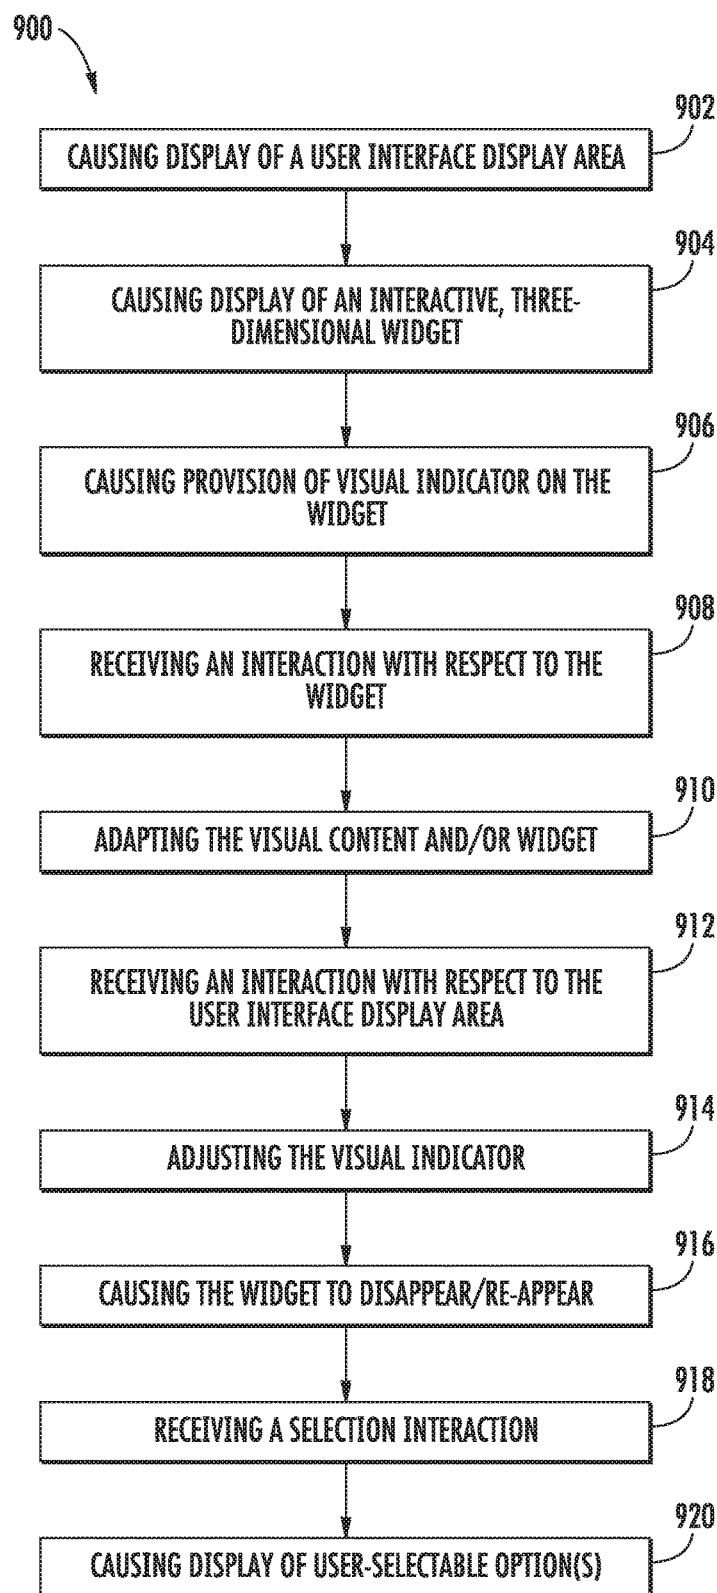 900
902
CAUSING DISPLAY OF A USER INTERFACE DISPLAY AREA
904
CAUSING DISPLAY OF AN INTERACTIVE, THREE-
DIMENSIONAL WIDGET
906
CAUSING PROVISION OF VISUAL INDICATOR ON THE
WIDGET
908
RECEIVING AN INTERACTION WITH RESPECT TO THE
WIDGET
910
ADAPTING THE VISUAL CONTENT AND/OR WIDGET
912
RECEIVING AN INTERACTION WITH RESPECT TO THE
USER INTERFACE DISPLAY AREA
914
ADJUSTING THE VISUAL INDICATOR
916
CAUSING THE WIDGET TO DISAPPEAR/RE-APPEAR
918
RECEIVING A SELECTION INTERACTION
920
CAUSING DISPLAY OF USER-SELECTABLE OPTION(S)